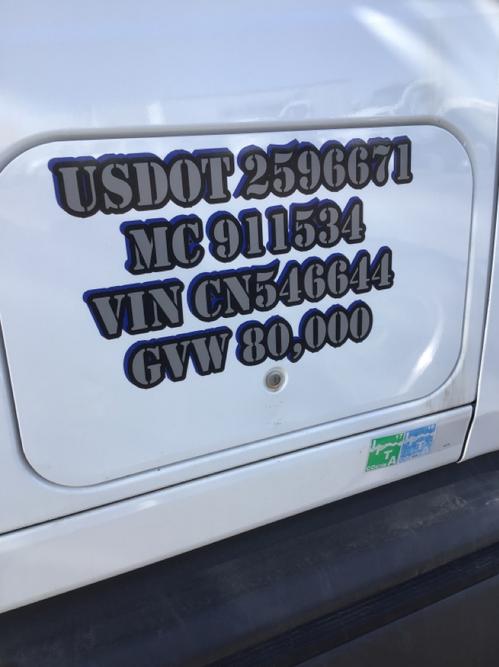 USDOT 2596671
MC 911534
VIN CN546644
GVW 80,000